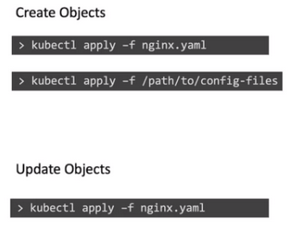 Create Objects
> kubectl apply –f nginx.yaml
> kubectl apply –f /path/to/config-files
Update Objects
> kubectl apply –f nginx.yaml